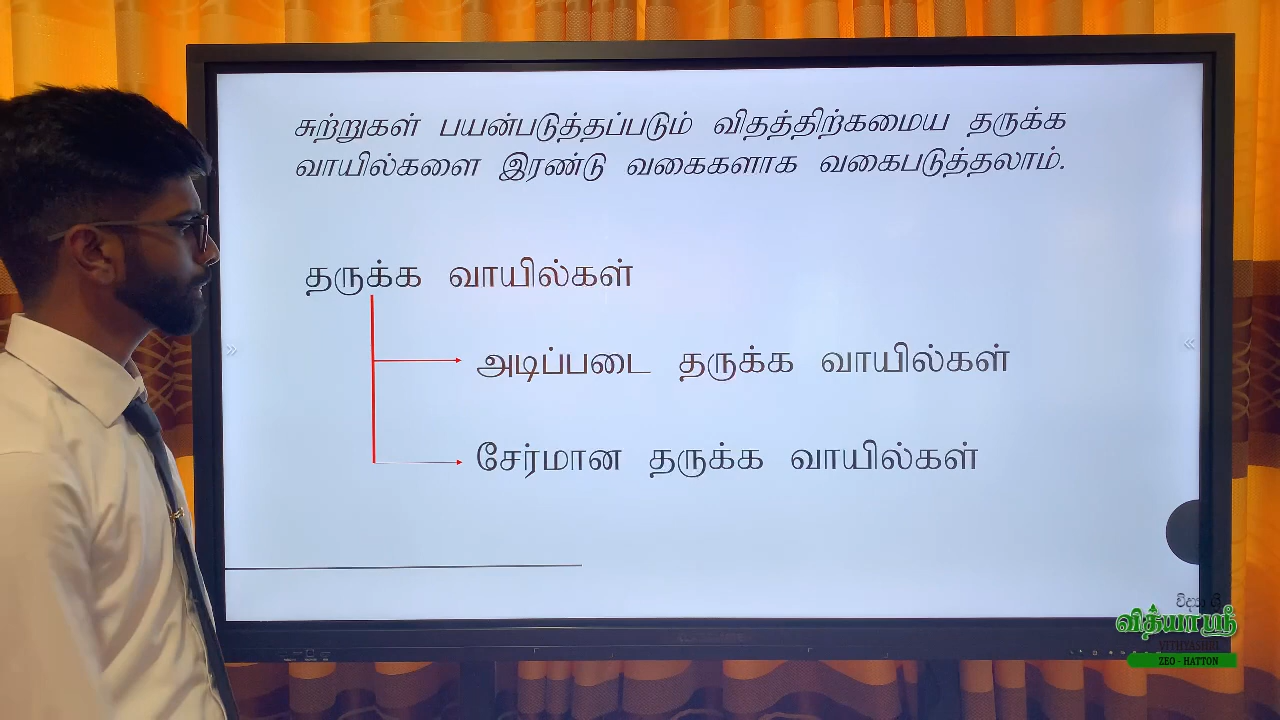 சுற்றுகள் பயன்படுத்தப்படும் விதத்திற்கமைய தருக்க
வாயில்களை இரண்டு வகைகளாக வகைபடுத்தலாம்.
தருக்க வாயில்கள்
அடிப்படை தருக்க வாயில்கள்
சேர்மான தருக்க வாயில்கள்
වි‍ද්‍යා ශ්‍රී
வித்யாஸ்ரீ
VITHYASHRI
ZEO - HATTON